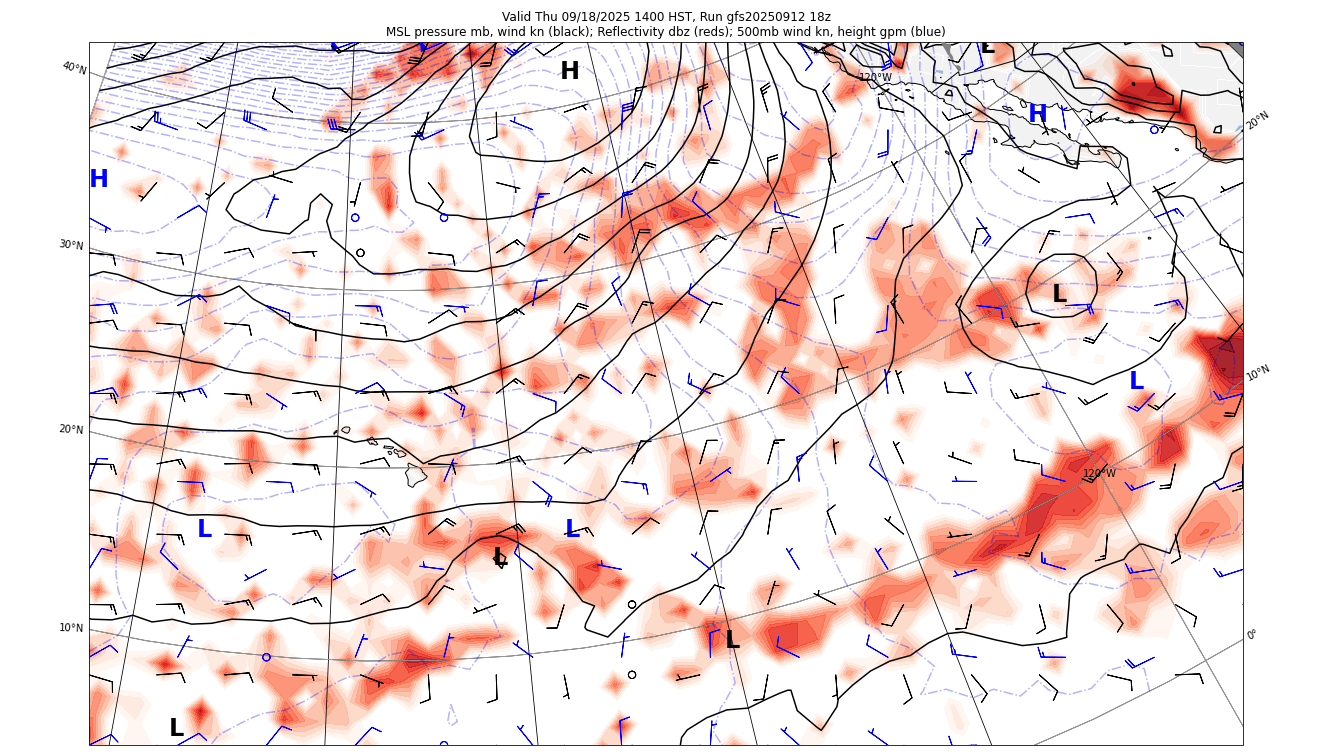 Valid Thu 09/18/2025 1400 HST, Run gfs20250912 18z
MSL pressure mb, wind kn (black); Reflectivity dbz (reds); 500mb wind kn, height gpm (blue)
L
H
40°N
120°W
H
20°N
H
30°N
L
10°N
L
20°N
120°W
L
L
L
10°N
L
0°
L